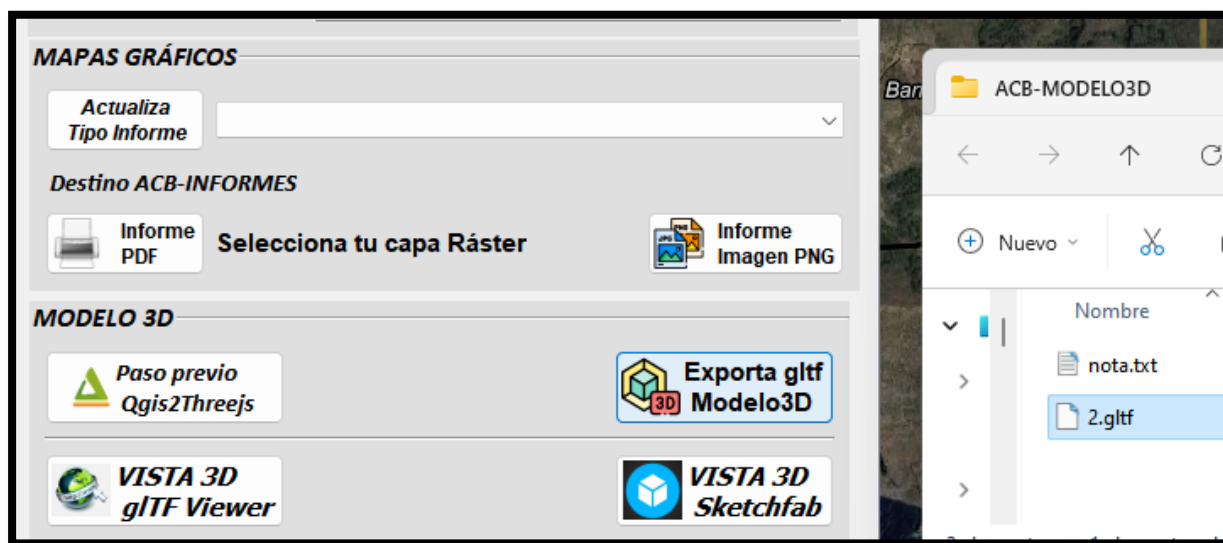 MAPAS GRÁFICOS
Actualiza
Tipo Informe
Destino ACB-INFORMES
Informe
PDF
Selecciona tu capa Ráster
Informe
Imagen PNG
MODELO 3D
Paso previo
Qgis2Threejs
3D
Exporta gltf
Modelo3D
VISTA 3D
glTF Viewer
VISTA 3D
Sketchfab
ACB-MODELO3D
Nuevo
Nombre
nota.txt
2.gltf